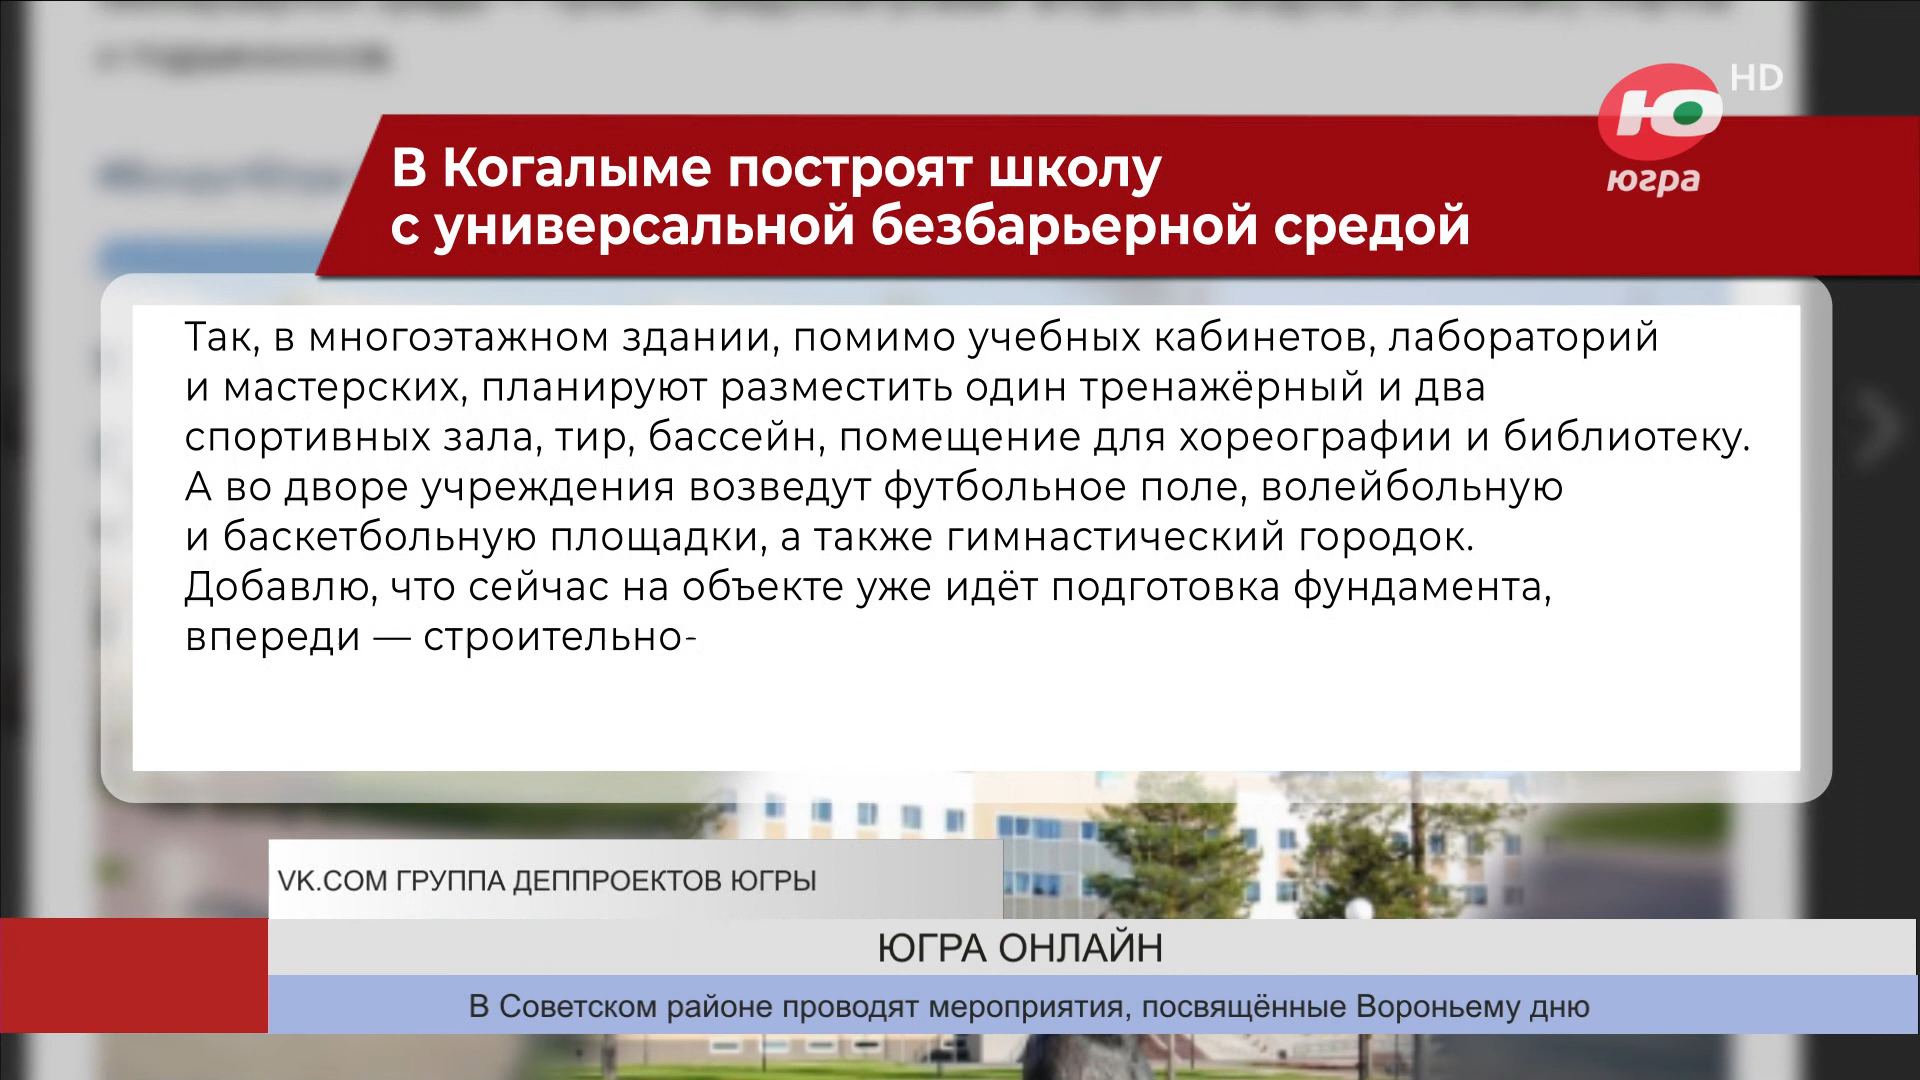 HD
Ю
югра
В Когалыме построят школу
с универсальной безбарьерной средой
Так, в многоэтажном здании, помимо учебных кабинетов, лабораторий
и мастерских, планируют разместить один тренажёрный и два
спортивных зала, тир, бассейн, помещение для хореографии и библиотеку.
А во дворе учреждения возведут футбольное поле, волейбольную
и баскетбольную площадки, а также гимнастический городок.
Добавлю, что сейчас на объекте уже идёт подготовка фундамента,
впереди — строительно-
VK.COM ГРУППА ДЕППРОЕКТОВ ЮГРЫ
ЮГРА ОНЛАЙН
В Советском районе проводят мероприятия, посвящённые Вороньему дню